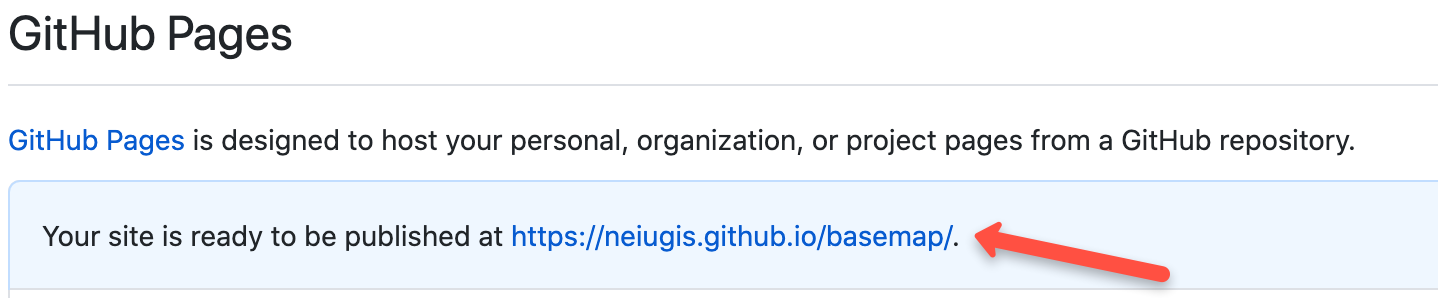 GitHub Pages
GitHub Pages is designed to host your personal, organization, or project pages from a GitHub repository.
Your site is ready to be published at https://neiugis.github.io/basemap/.